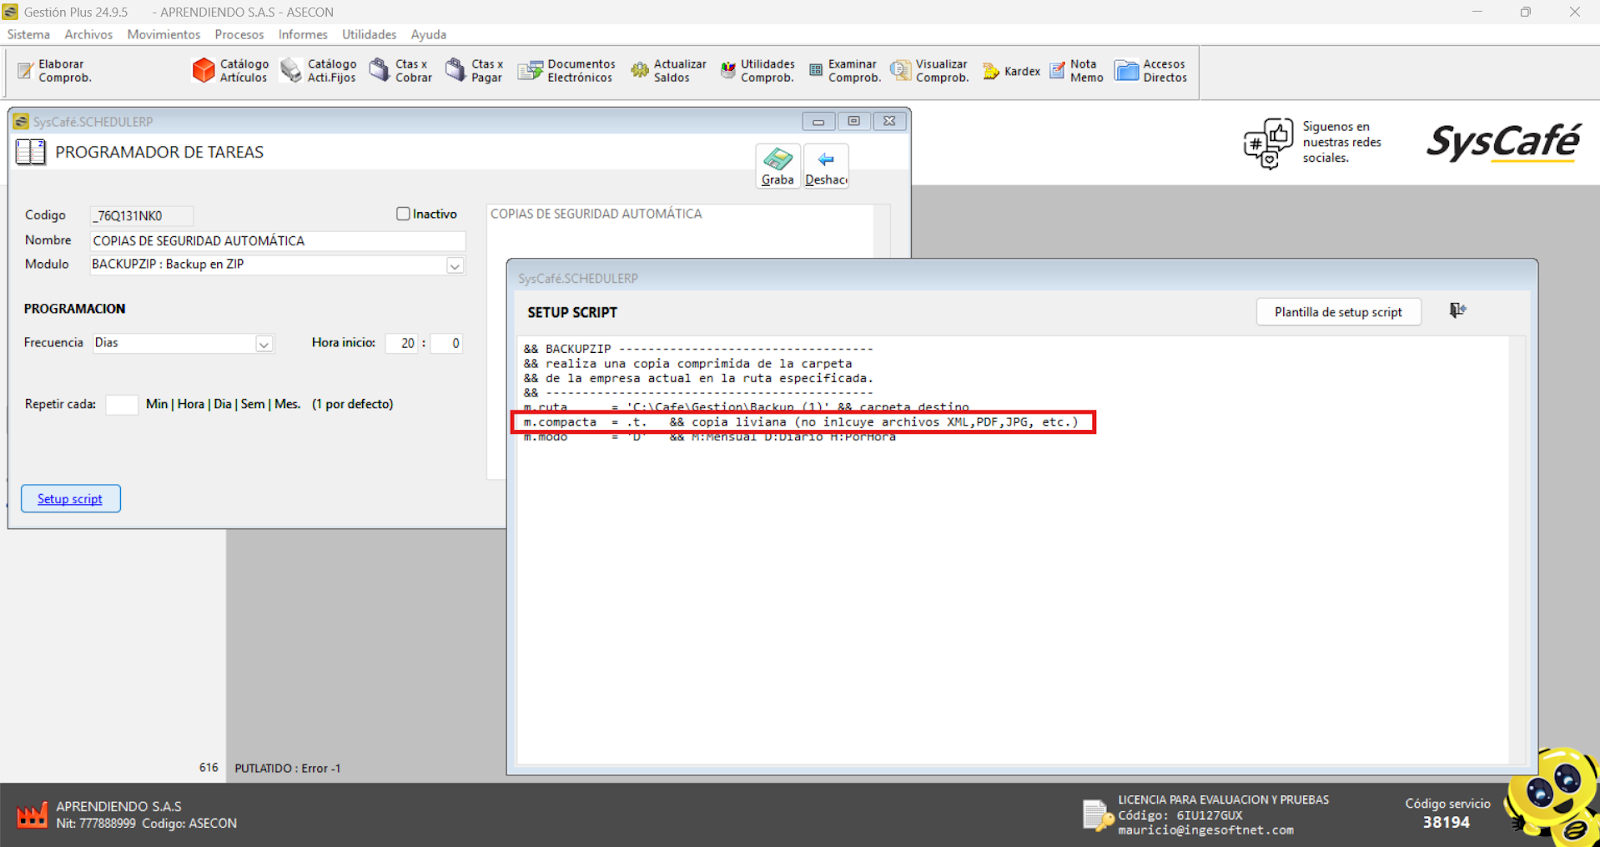 Gestión Plus 24.9.5 - APRENDIENDO S.A.S - ASECON
Sistema Archivos Movimientos Procesos Informes Utilidades Ayuda
Elaborar Comprob.
Catálogo Artículos
Catálogo Acti.Fijos
Ctas x Cobrar
Ctas x Pagar
Documentos Electrónicos
Actualizar Saldos
Utilidades Comprob.
Examinar Comprob.
Visualizar Comprob.
Kardex
Nota Memo
Accesos Directos
Siguenos en
nuestras redes
sociales.
SysCafé
SysCafé.SCHEDULERP
PROGRAMADOR DE TAREAS
Graba
Deshac
Codigo _76Q131NK0
Inactivo
COPIAS DE SEGURIDAD AUTOMÁTICA
Nombre COPIAS DE SEGURIDAD AUTOMÁTICA
Modulo BACKUPZIP : Backup en ZIP
PROGRAMACION
Frecuencia Dias
Hora inicio: 20 : 0
Repetir cada: Min | Hora | Dia | Sem | Mes. (1 por defecto)
Setup script
SysCafé.SCHEDULERP
SETUP SCRIPT
Plantilla de setup script
&& BACKUPZIP -----------------------------------
&& realiza una copia comprimida de la carpeta
&& de la empresa actual en la ruta especificada.
&& ---------------------------------------------
m.ruta = 'C:\Cafe\Gestion\Backup (1)' && carpeta destino
m.compacta = .t. && copia liviana (no inlcuye archivos XML,PDF,JPG, etc.)
m.modo = 'D' && M:Mensual D:Diario H:PorHora
616 PUTLATIDO : Error -1
APRENDIENDO S.A.S
Nit: 777888999 Codigo: ASECON
LICENCIA PARA EVALUACION Y PRUEBAS
Código: 6IU127GUX
mauricio@ingesoftnet.com
Código servicio
38194